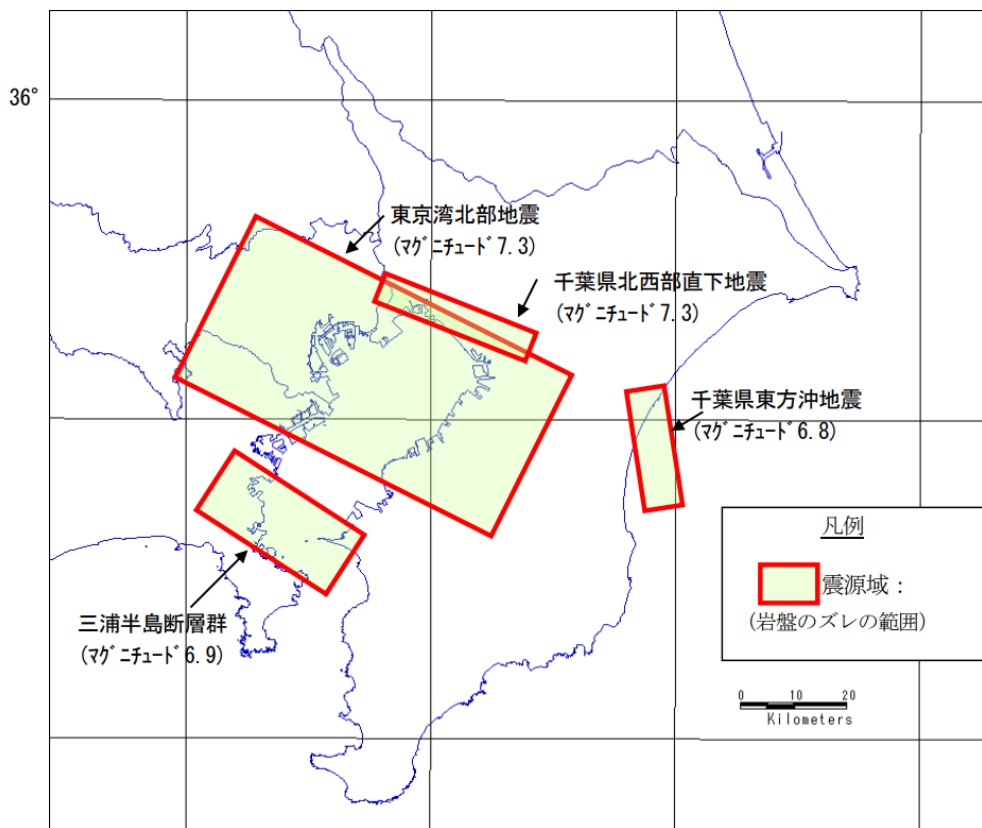 36°
東京湾北部地震
(ﾏｸﾞﾆﾁｭｰﾄﾞ7.3)
千葉県北西部直下地震
(ﾏｸﾞﾆﾁｭｰﾄﾞ7.3)
千葉県東方沖地震
(ﾏｸﾞﾆﾁｭｰﾄﾞ6.8)
三浦半島断層群
(ﾏｸﾞﾆﾁｭｰﾄﾞ6.9)
凡例
震源域：
(岩盤のズレの範囲)
0 10 20
Kilometers